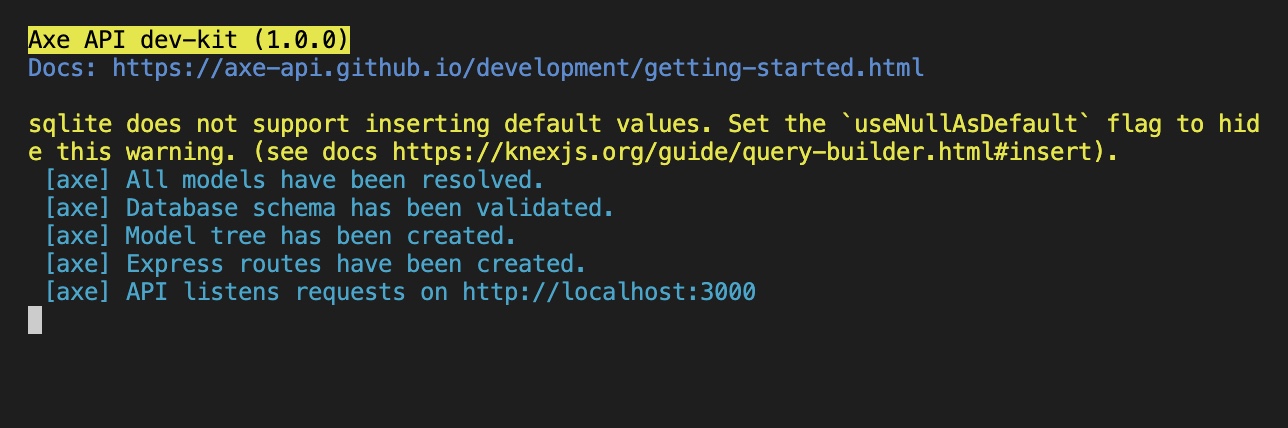 Axe API dev-kit (1.0.0)
Docs: https://axe-api.github.io/development/getting-started.html
sqlite does not support inserting default values. Set the `useNullAsDefault` flag to hid
e this warning. (see docs https://knexjs.org/guide/query-builder.html#insert).
[axe] All models have been resolved.
[axe] Database schema has been validated.
[axe] Model tree has been created.
[axe] Express routes have been created.
[axe] API listens requests on http://localhost:3000